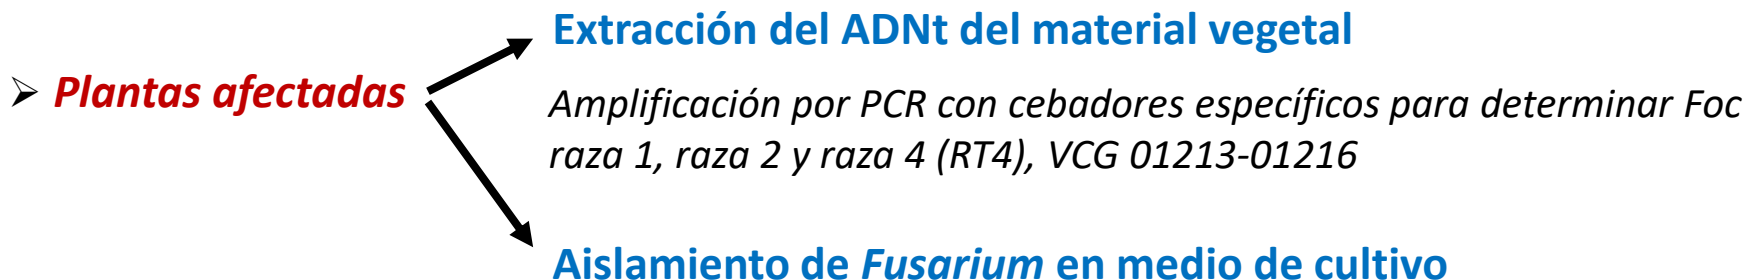 Extracción del ADNt del material vegetal
➢ Plantas afectadas
Amplificación por PCR con cebadores específicos para determinar Foc
raza 1, raza 2 y raza 4 (RT4), VCG 01213-01216
Aislamiento de Fusarium en medio de cultivo